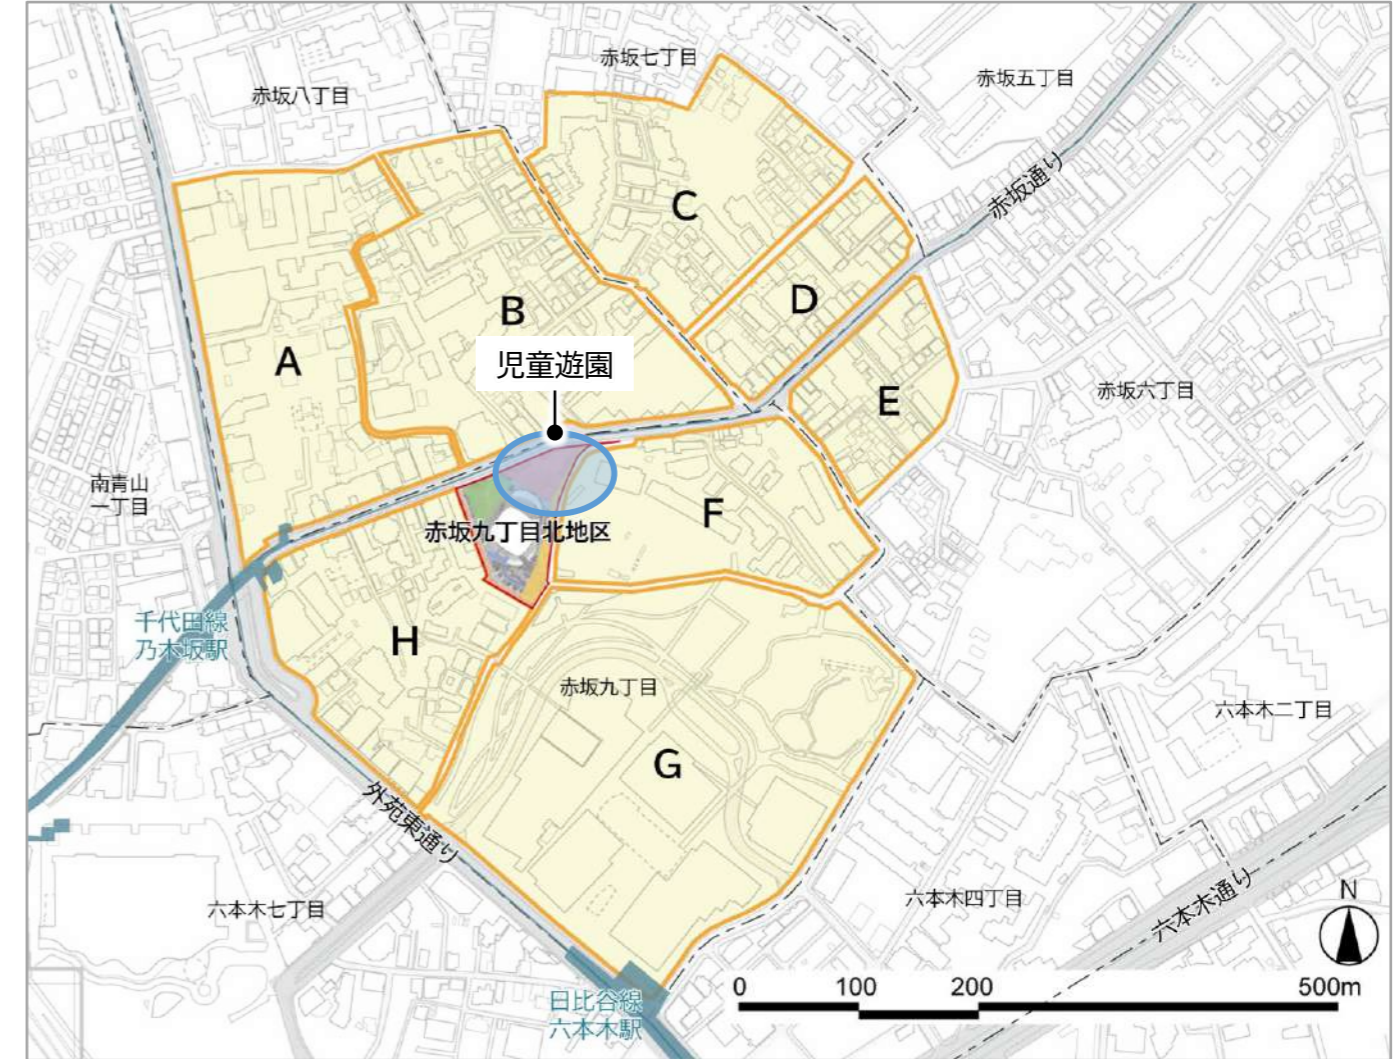 赤坂七丁目
赤坂五丁目
赤坂八丁目
赤坂通り
C
D
B
A
児童遊園
E
赤坂六丁目
南青山
一丁目
F
赤坂九丁目北地区
千代田線
乃木坂駅
H
赤坂九丁目
六本木二丁目
G
外苑東通り
六本木七丁目
六本木四丁目
六本木通り
N
0 100 200 500m
日比谷線
六本木駅